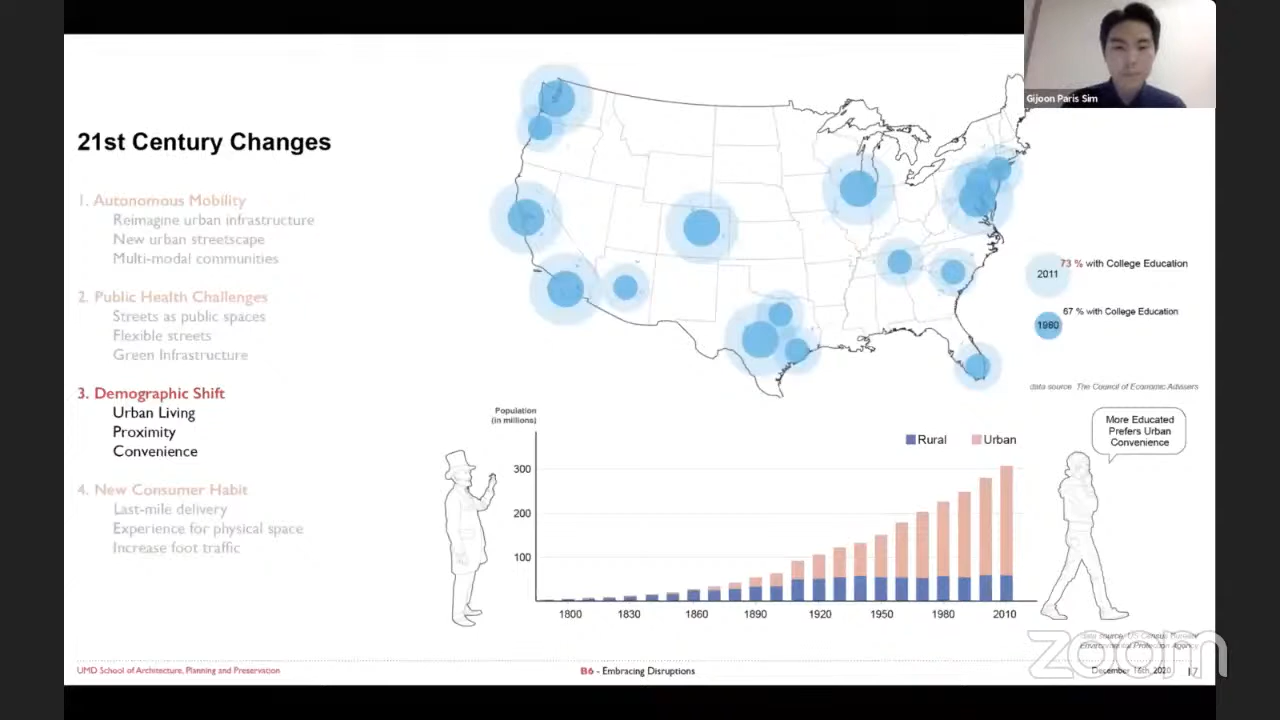 Gijoon Paris Sim
21st Century Changes
1. Autonomous Mobility
Reimagine urban infrastructure
New urban streetscape
Multi-modal communities
2. Public Health Challenges
Streets as public spaces
Flexible streets
Green Infrastructure
3. Demographic Shift
Urban Living
Proximity
Convenience
4. New Consumer Habit
Last-mile delivery
Experience for physical space
Increase foot traffic
2011
73 % with College Education
1980
67 % with College Education
data source The Council of Economic Advisers
Population
(in millions)
Rural
Urban
300
200
100
1800
1830
1860
1890
1920
1950
1980
2010
More Educated
Prefers Urban
Convenience
Environmental Protection Agency
zoom
UMD School of Architecture, Planning and Preservation
B6 - Embracing Disruptions
December 16th, 2020
17